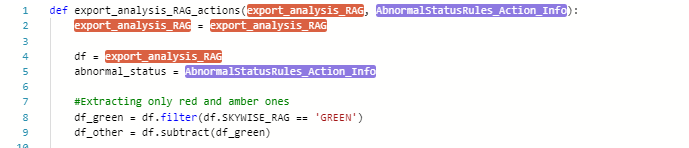 1 def export_analysis_RAG_actions(export_analysis_RAG, AbnormalStatusRules_Action_Info):
2 export_analysis_RAG = export_analysis_RAG
3
4 df = export_analysis_RAG
5 abnormal_status = AbnormalStatusRules_Action_Info
6
7 #Extracting only red and amber ones
8 df_green = df.filter(df.SKYWISE_RAG == 'GREEN')
9 df_other = df.subtract(df_green)
10